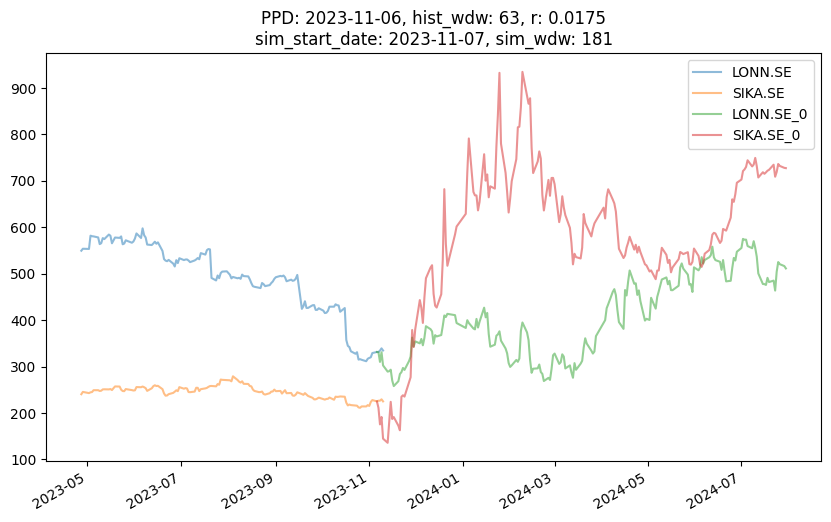 PPD: 2023-11-06, hist_wdw: 63, r: 0.0175
sim_start_date: 2023-11-07, sim_wdw: 181
LONN.SE
SIKA.SE
LONN.SE_0
SIKA.SE_0
900
800
700
600
500
400
300
200
100
2023-05
2023-07
2023-09
2023-11
2024-01
2024-03
2024-05
2024-07